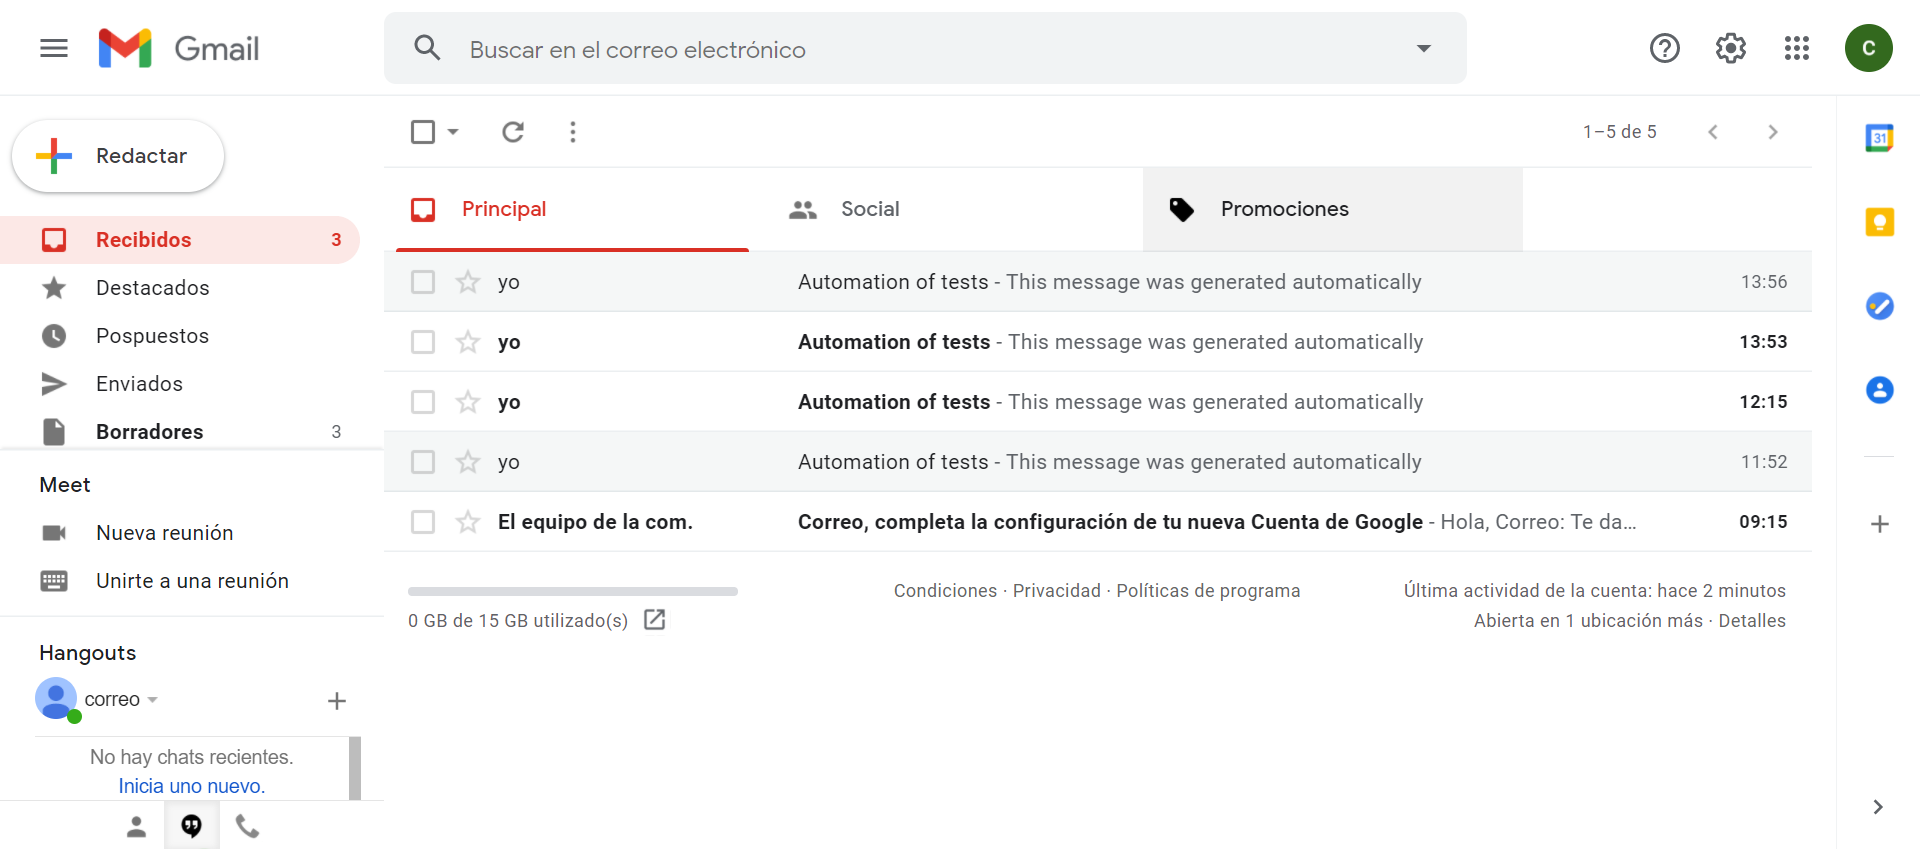 Gmail
Buscar en el correo electrónico
C
Redactar
1–5 de 5
31
Recibidos 3
Destacados
Pospuestos
Enviados
Borradores 3
Principal Social Promociones
yo Automation of tests - This message was generated automatically 13:56
yo Automation of tests - This message was generated automatically 13:53
yo Automation of tests - This message was generated automatically 12:15
yo Automation of tests - This message was generated automatically 11:52
El equipo de la com. Correo, completa la configuración de tu nueva Cuenta de Google - Hola, Correo: Te da... 09:15
Meet
Nueva reunión
Unirte a una reunión
Hangouts
correo
No hay chats recientes.
Inicia uno nuevo.
0 GB de 15 GB utilizado(s)
Condiciones · Privacidad · Políticas de programa
Última actividad de la cuenta: hace 2 minutos
Abierta en 1 ubicación más · Detalles